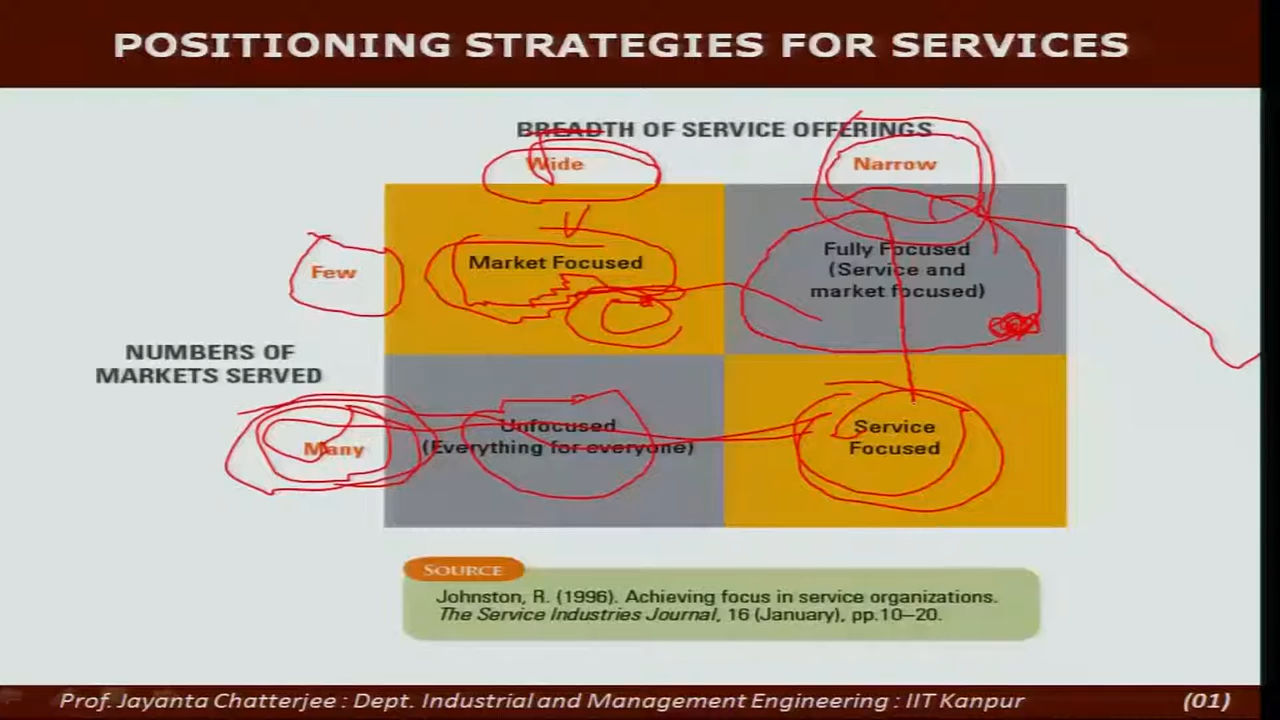 POSITIONING STRATEGIES FOR SERVICES
BREADTH OF SERVICE OFFERINGS
Wide
Narrow
Few
Market Focused
Fully Focused
(Service and
market focused)
NUMBERS OF
MARKETS SERVED
Many
Unfocused
(Everything for everyone)
Service
Focused
SOURCE
Johnston, R. (1996). Achieving focus in service organizations.
The Service Industries Journal, 16 (January), pp.10–20.
Prof. Jayanta Chatterjee : Dept. Industrial and Management Engineering : IIT Kanpur
(01)